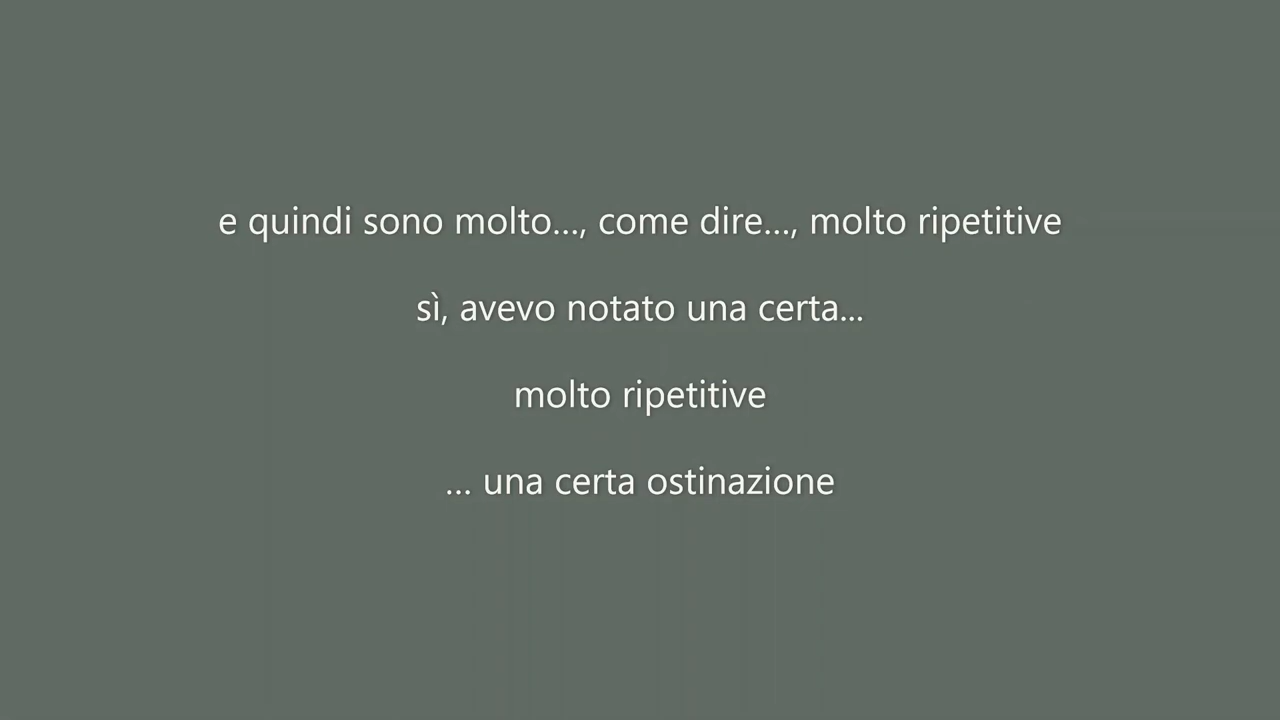 e quindi sono molto..., come dire..., molto ripetitive
sì, avevo notato una certa...
molto ripetitive
... una certa ostinazione